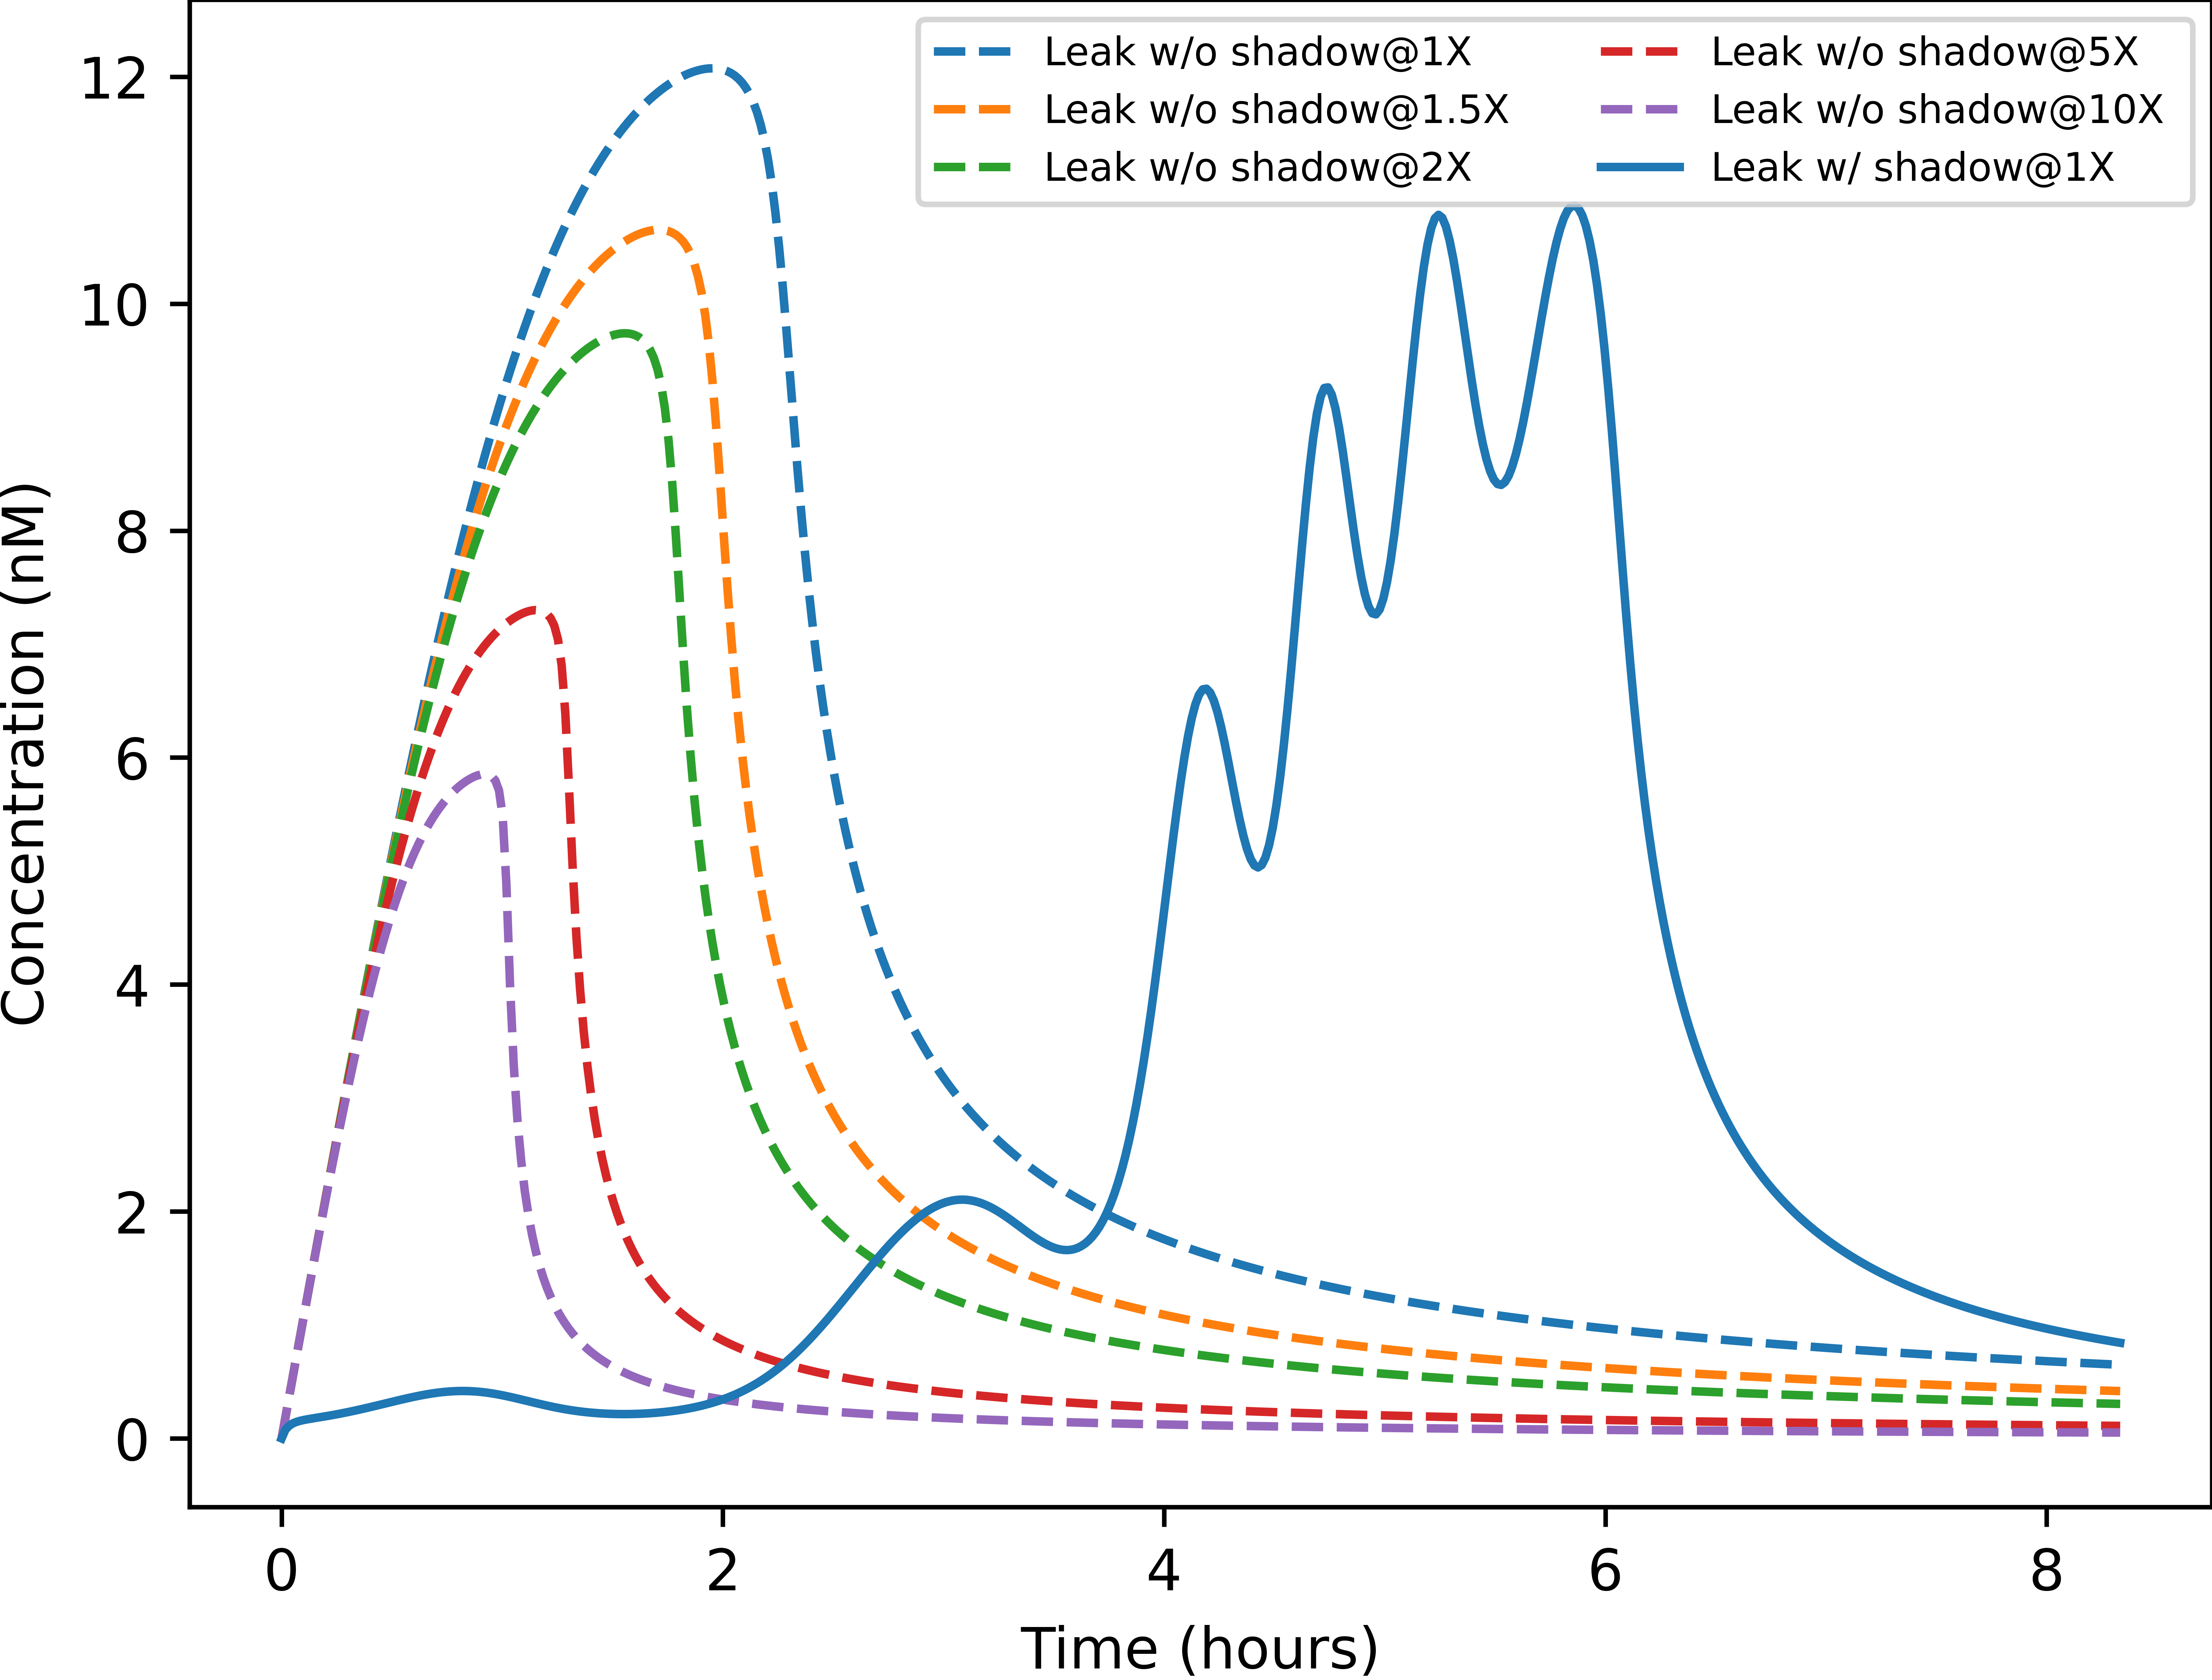 Leak w/o shadow@1X
Leak w/o shadow@1.5X
Leak w/o shadow@2X
Leak w/o shadow@5X
Leak w/o shadow@10X
Leak w/ shadow@1X
Concentration (nM)
12
10
8
6
4
2
0
0 2 4 6 8
Time (hours)